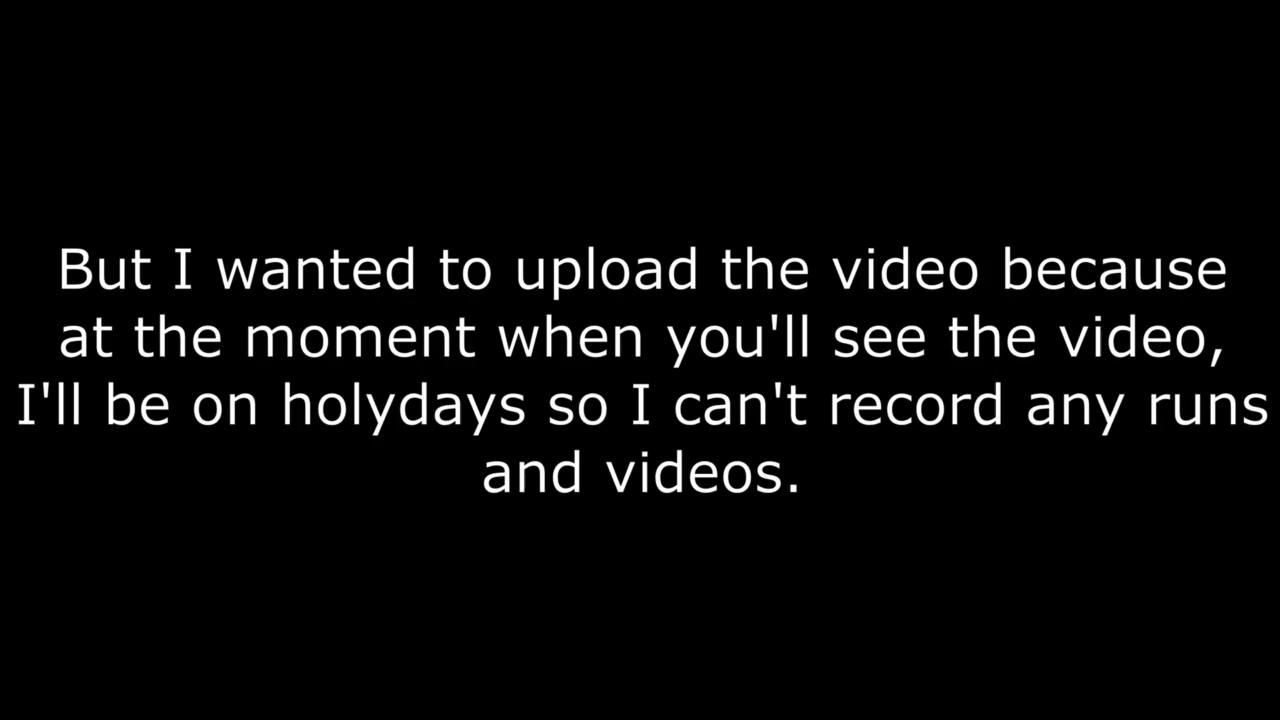 But I wanted to upload the video because
at the moment when you'll see the video,
I'll be on holydays so I can't record any runs
and videos.